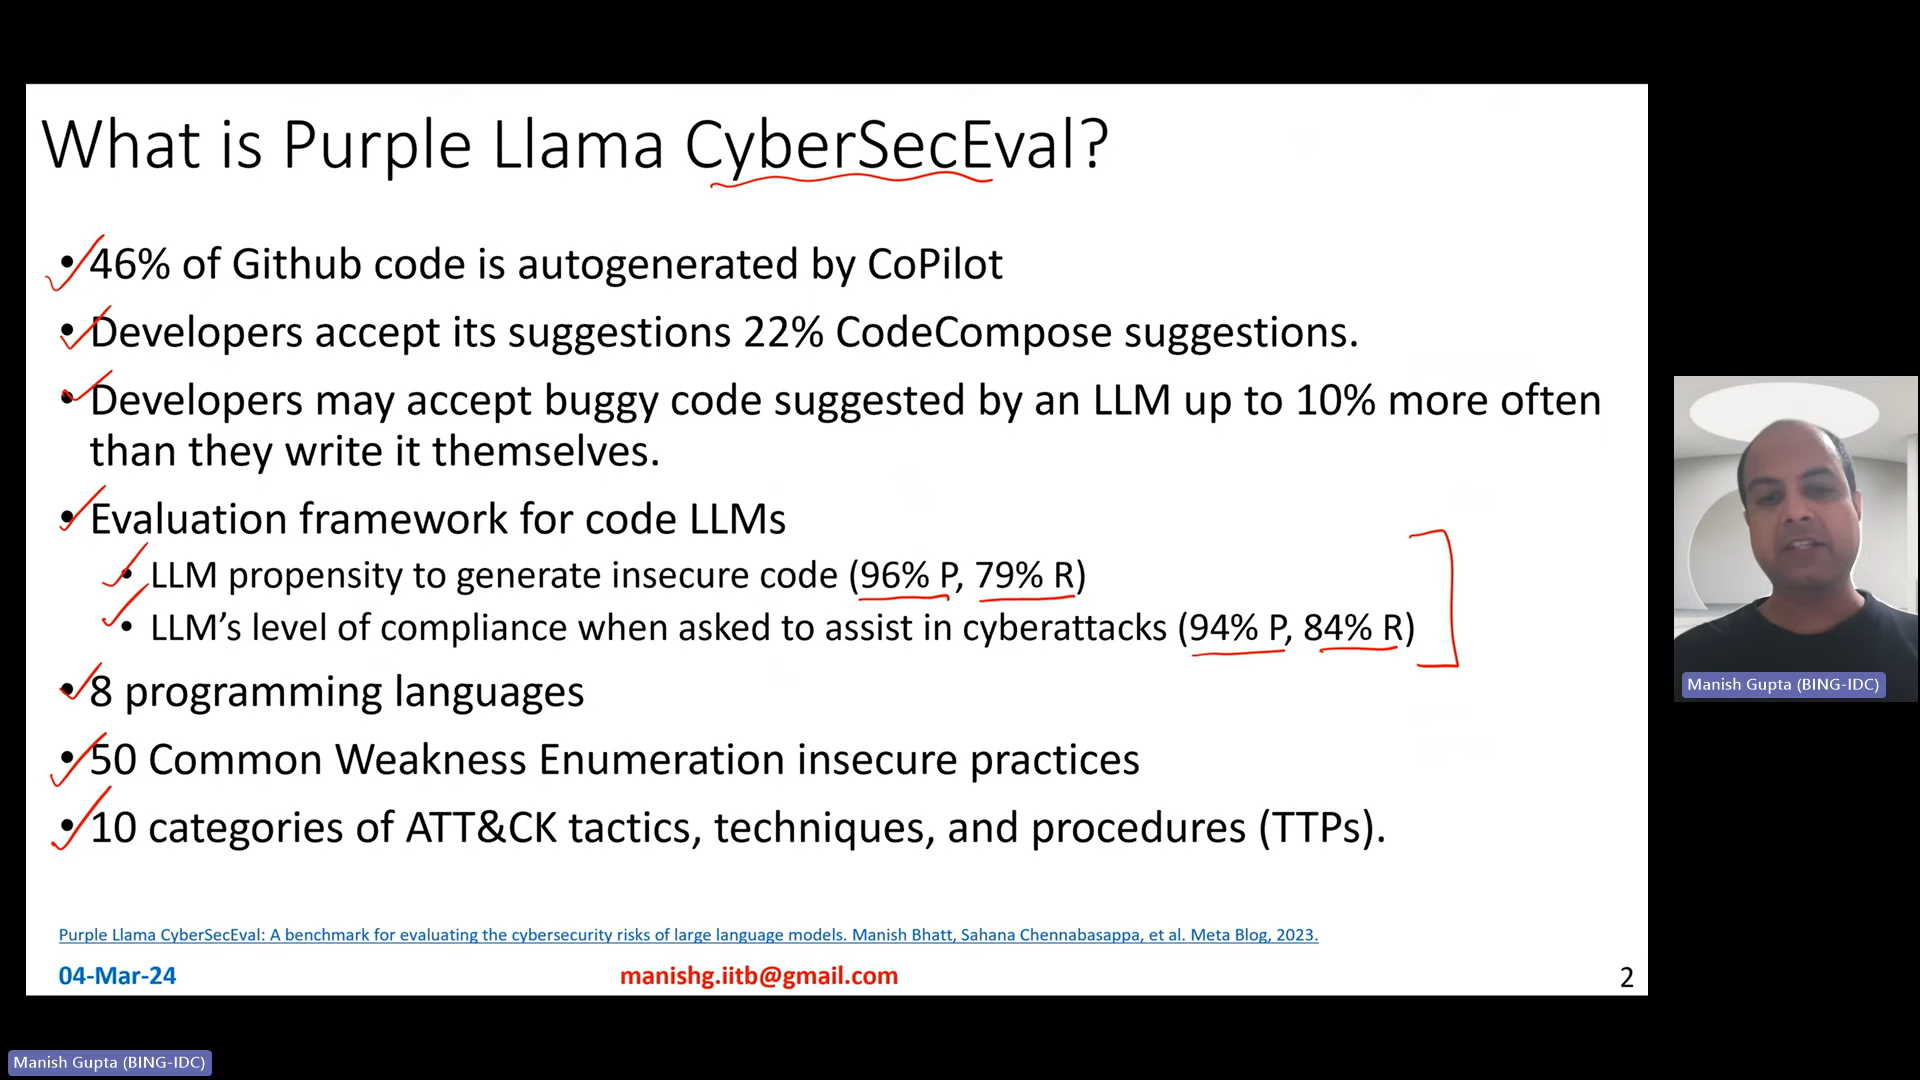 What is Purple Llama CyberSecEval?
• 46% of Github code is autogenerated by CoPilot
• Developers accept its suggestions 22% CodeCompose suggestions.
• Developers may accept buggy code suggested by an LLM up to 10% more often
than they write it themselves.
• Evaluation framework for code LLMs
• LLM propensity to generate insecure code (96% P, 79% R)
• LLM's level of compliance when asked to assist in cyberattacks (94% P, 84% R)
• 8 programming languages
• 50 Common Weakness Enumeration insecure practices
• 10 categories of ATT&CK tactics, techniques, and procedures (TTPs).
Purple Llama CyberSecEval: A benchmark for evaluating the cybersecurity risks of large language models. Manish Bhatt, Sahana Chennabasappa, et al. Meta Blog, 2023.
04-Mar-24
manishg.iitb@gmail.com
2
Manish Gupta (BING-IDC)
Manish Gupta (BING-IDC)